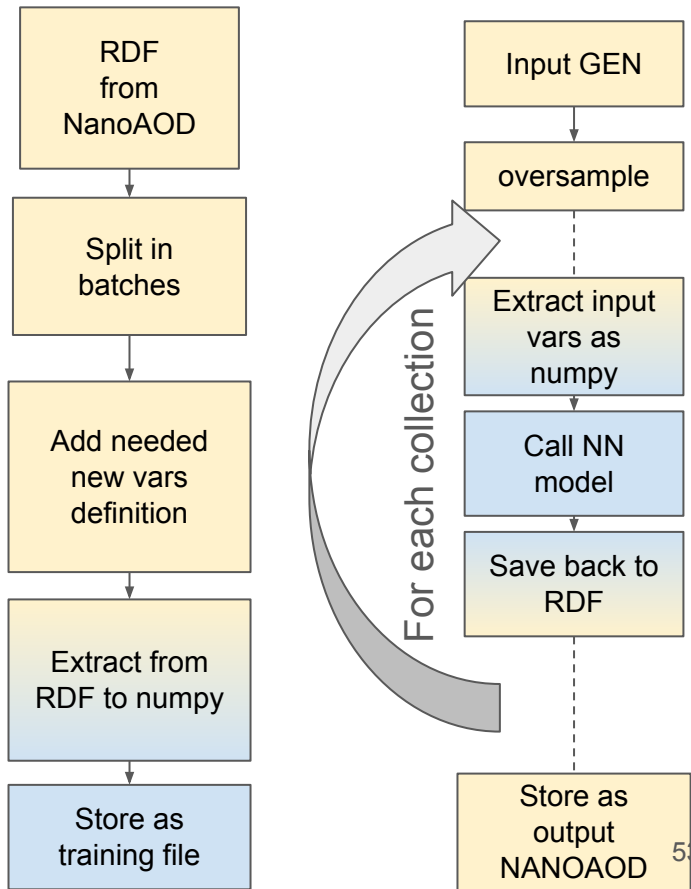 RDF
from
NanoAOD
Split in
batches
Add needed
new vars
definition
Extract from
RDF to numpy
Store as
training file
Input GEN
oversample
For each collection
Extract input
vars as
numpy
Call NN
model
Save back to
RDF
Store as
output
NANOAOD